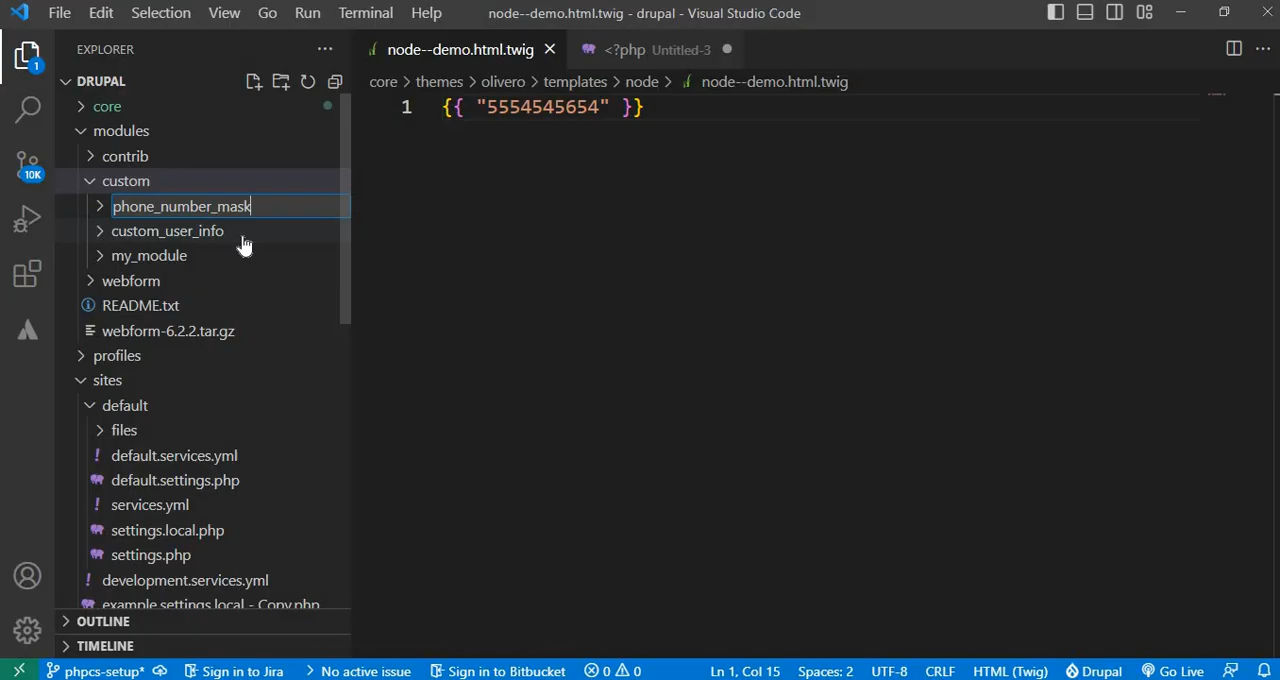 File Edit Selection View Go Run Terminal Help node--demo.html.twig - drupal - Visual Studio Code
EXPLORER
node--demo.html.twig <?php Untitled-3
DRUPAL
core > themes > olivero > templates > node > node--demo.html.twig
core
1 {{ "5554545654" }}
modules
contrib
custom
10K
phone_number_mask
custom_user_info
my_module
webform
README.txt
webform-6.2.2.tar.gz
profiles
sites
default
files
default.services.yml
default.settings.php
services.yml
settings.local.php
settings.php
development.services.yml
example.settings.local - Copy.php
OUTLINE
TIMELINE
phpcs-setup* Sign in to Jira No active issue Sign in to Bitbucket 0 0 Ln 1, Col 15 Spaces: 2 UTF-8 CRLF HTML (Twig) Drupal Go Live